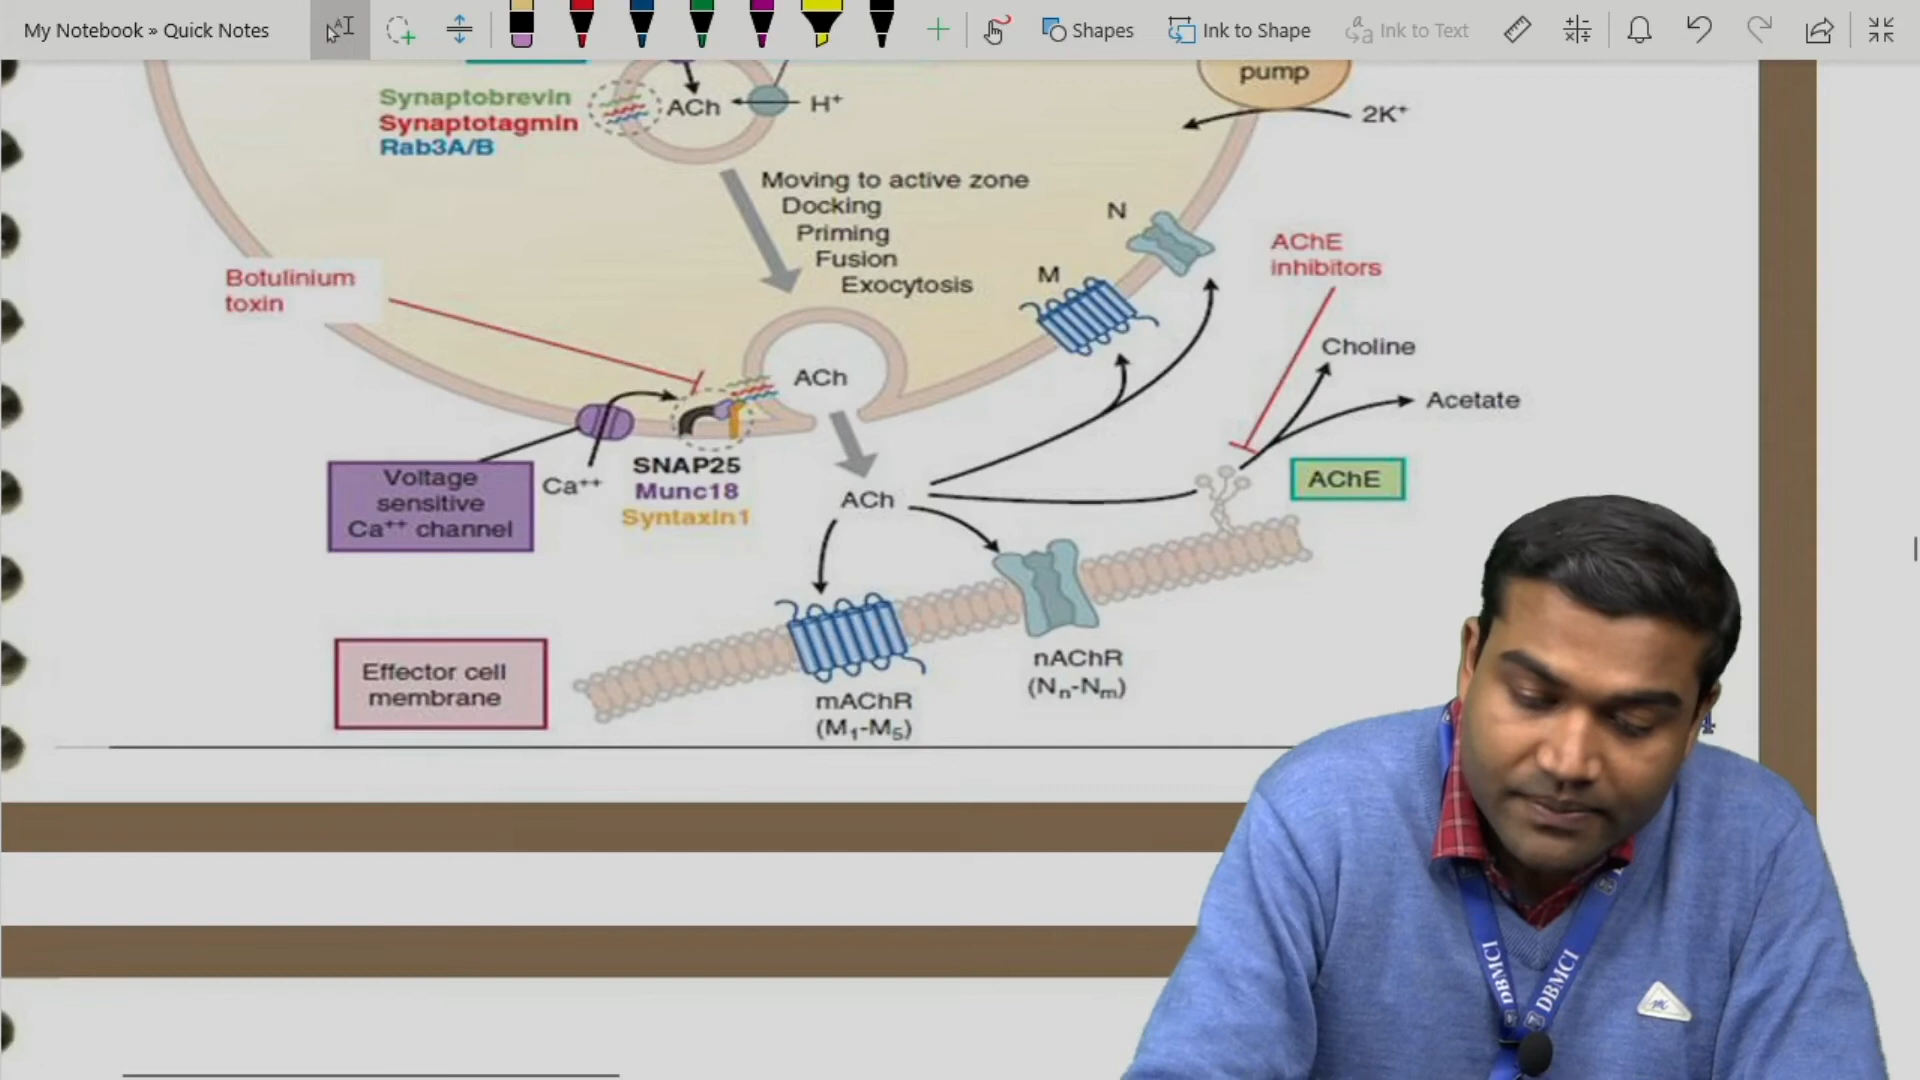 My Notebook » Quick Notes
Shapes
Ink to Shape
Ink to Text
pump
2K⁺
Synaptobrevin
Synaptotagmin
Rab3A/B
ACh
H⁺
Moving to active zone
Docking
Priming
Fusion
Exocytosis
N
M
AChE
inhibitors
Botulinium
toxin
Choline
Acetate
ACh
Voltage
sensitive
Ca⁺⁺ channel
Ca⁺⁺
SNAP25
Munc18
Syntaxin1
ACh
AChE
Effector cell
membrane
mAChR
(M₁-M₅)
nAChR
(Nₙ-Nₘ)
DBMCI
DBMCI